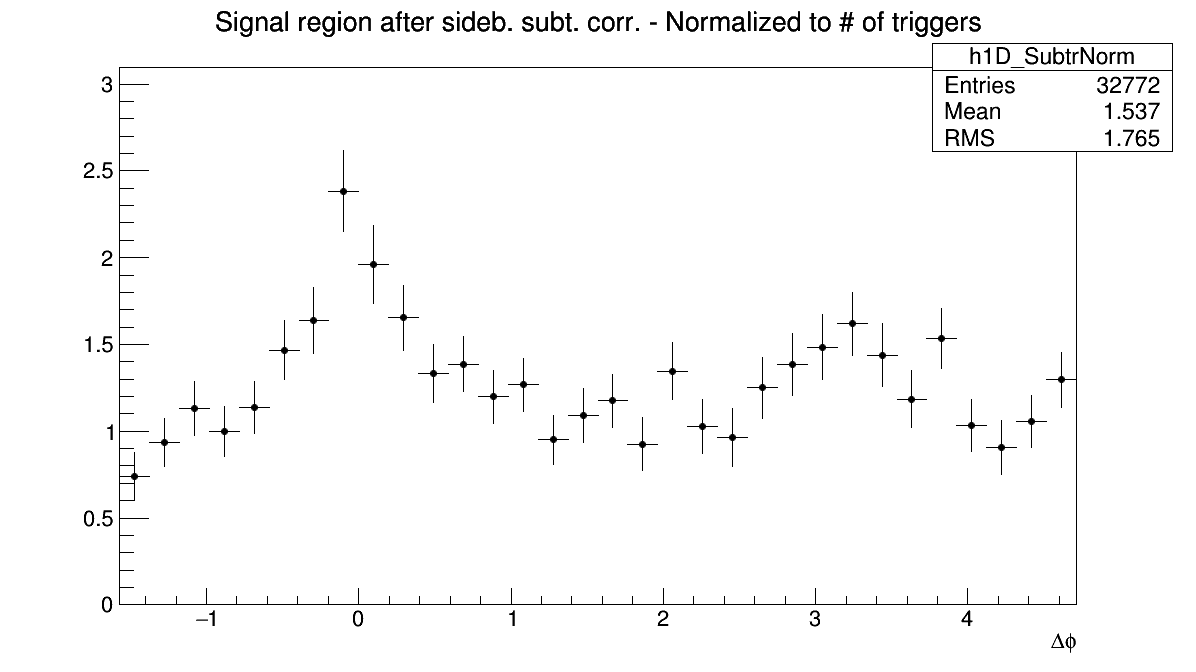 Signal region after sideb. subt. corr. - Normalized to # of triggers
h1D_SubtrNorm
Entries 32772
Mean 1.537
RMS 1.765
3
2.5
2
1.5
1
0.5
0
−1 0 1 2 3 4
Δϕ